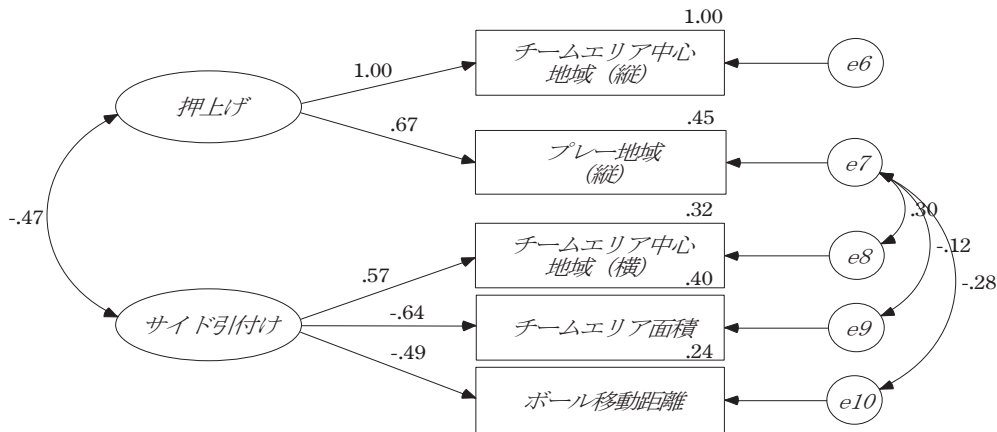 1.00
チームエリア中心
地域（縦）
e6
1.00
押上げ
.67
.45
プレー地域
（縦）
e7
-.47
.32
チームエリア中心
地域（横）
e8
.30
.57
.40
-.12
サイド引付け
-.64
チームエリア面積
e9
-.28
-.49
.24
ボール移動距離
e10